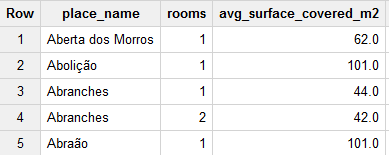 Row place_name rooms avg_surface_covered_m2
1 Aberta dos Morros 1 62.0
2 Abolição 1 101.0
3 Abranches 1 44.0
4 Abranches 2 42.0
5 Abraão 1 101.0